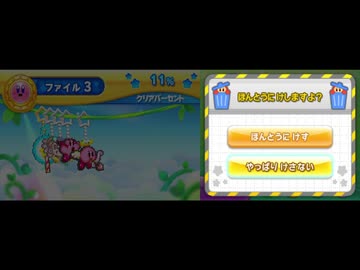 ファイル 3
11%
クリアパーセント
ほんとうに けしますよ?
ほんとうに けす
やっぱり けさない